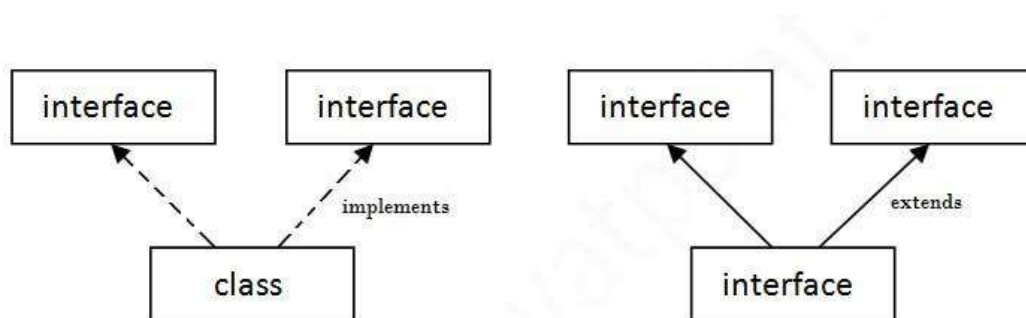 interface interface interface interface
implements extends
class interface